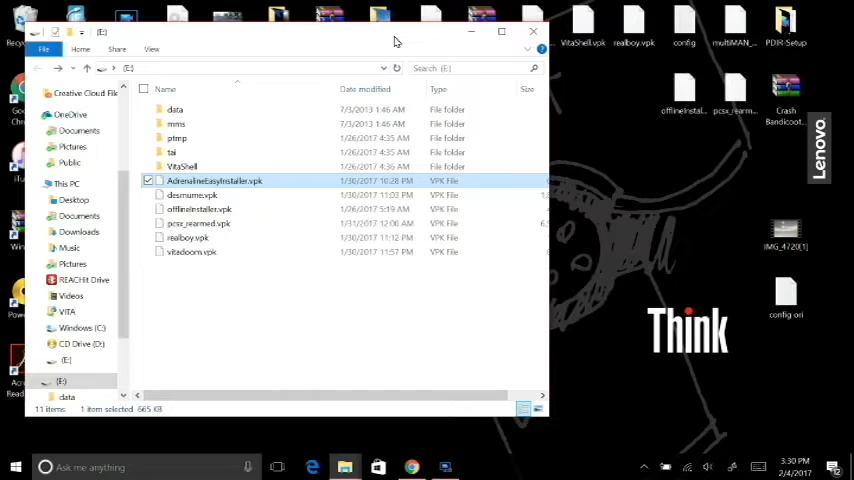 (E:)
File
Home
Share
View
(E:)
Search (E:)
Name
Date modified
Type
Size
Creative Cloud File
OneDrive
Documents
Pictures
Public
This PC
Desktop
Documents
Downloads
Music
Pictures
REACHit Drive
Videos
VITA
Windows (C:)
CD Drive (D:)
(E:)
(E:)
data
data 7/3/2013 1:46 AM File folder
mms 7/3/2013 1:46 AM File folder
ptmp 1/26/2017 4:35 AM File folder
tai 1/26/2017 4:35 AM File folder
VitaShell 1/26/2017 4:36 AM File folder
AdrenalineEasyInstaller.vpk 1/30/2017 10:28 PM VPK File
desmume.vpk 1/30/2017 11:03 PM VPK File
offlineInstaller.vpk 1/26/2017 5:19 AM VPK File
pcsx_rearmed.vpk 1/31/2017 12:00 AM VPK File
realboy.vpk 1/30/2017 11:12 PM VPK File
vitadoom.vpk 1/30/2017 11:57 PM VPK File
11 items 1 item selected 665 KB
VitaShell.vpk
realboy.vpk
config
multiMAN_...
PDIR-Setup
offlineInstal...
pcsx_rearm...
Crash
Bandicoot...
Lenovo
IMG_4720[1]
config ori
Think
Ask me anything
3:30 PM
2/4/2017